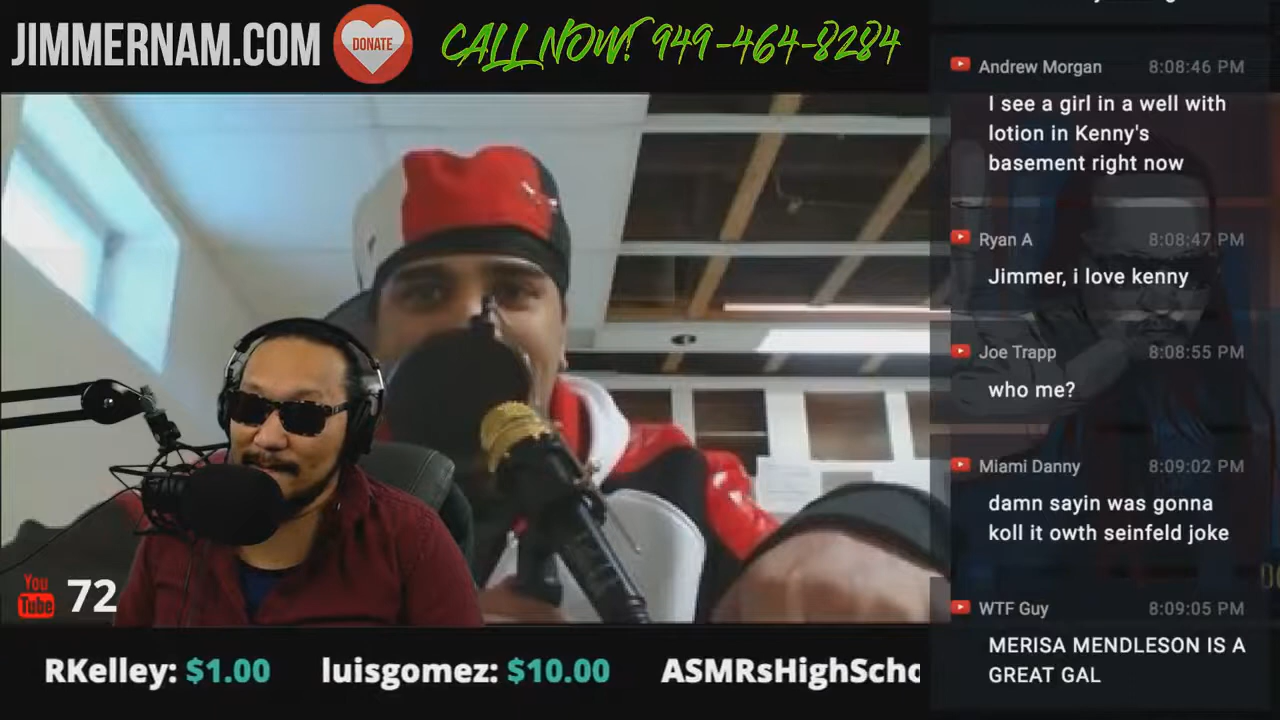 JIMMERNAM.COM
DONATE
CALL NOW! 949-464-8284
Andrew Morgan 8:08:46 PM
I see a girl in a well with
lotion in Kenny's
basement right now
Ryan A 8:08:47 PM
Jimmer, i love kenny
Joe Trapp 8:08:55 PM
who me?
Miami Danny 8:09:02 PM
damn sayin was gonna
koll it owth seinfeld joke
WTF Guy 8:09:05 PM
MERISA MENDLESON IS A
GREAT GAL
You
Tube 72
RKelley: $1.00 luisgomez: $10.00 ASMRsHighScho